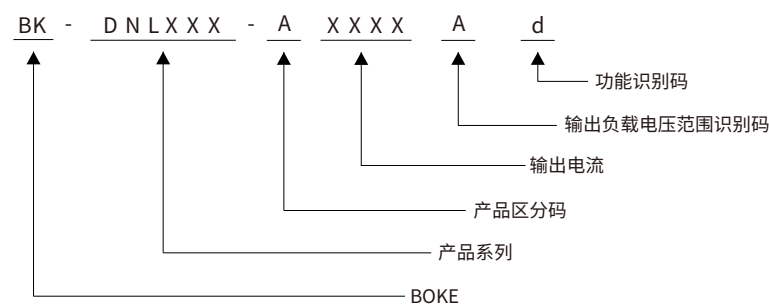 BK - DNLXXX - A XXXX A d
功能识别码
输出负载电压范围识别码
输出电流
产品区分码
产品系列
BOKE